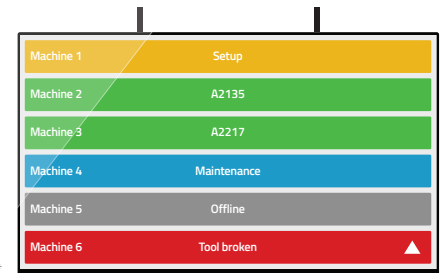 Machine 1 Setup
Machine 2 A2135
Machine 3 A2217
Machine 4 Maintenance
Machine 5 Offline
Machine 6 Tool broken